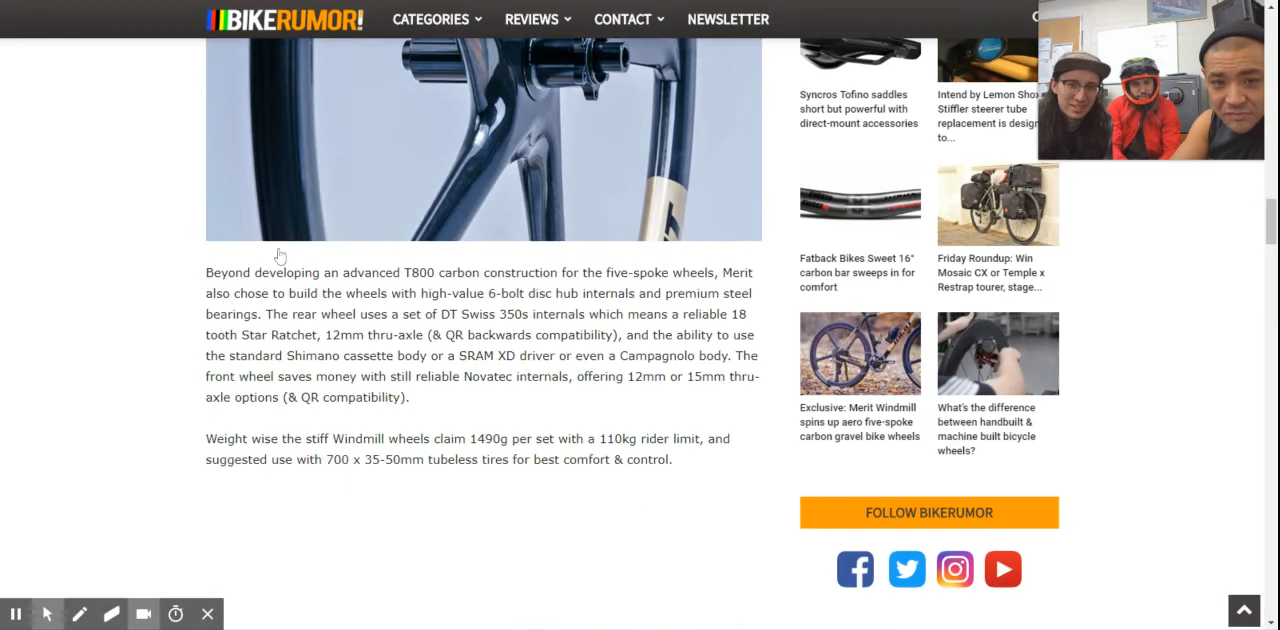 BIKERUMOR!
CATEGORIES
REVIEWS
CONTACT
NEWSLETTER
Beyond developing an advanced T800 carbon construction for the five-spoke wheels, Merit
also chose to build the wheels with high-value 6-bolt disc hub internals and premium steel
bearings. The rear wheel uses a set of DT Swiss 350s internals which means a reliable 18
tooth Star Ratchet, 12mm thru-axle (& QR backwards compatibility), and the ability to use
the standard Shimano cassette body or a SRAM XD driver or even a Campagnolo body. The
front wheel saves money with still reliable Novatec internals, offering 12mm or 15mm thru-
axle options (& QR compatibility).
Weight wise the stiff Windmill wheels claim 1490g per set with a 110kg rider limit, and
suggested use with 700 x 35-50mm tubeless tires for best comfort & control.
Syncros Tofino saddles
short but powerful with
direct-mount accessories
Intend by Lemon Shox
Stiffler steerer tube
replacement is design
to...
Fatback Bikes Sweet 16°
carbon bar sweeps in for
comfort
Friday Roundup: Win
Mosaic CX or Temple x
Restrap tourer, stage...
Exclusive: Merit Windmill
spins up aero five-spoke
carbon gravel bike wheels
What's the difference
between handbuilt &
machine built bicycle
wheels?
FOLLOW BIKERUMOR